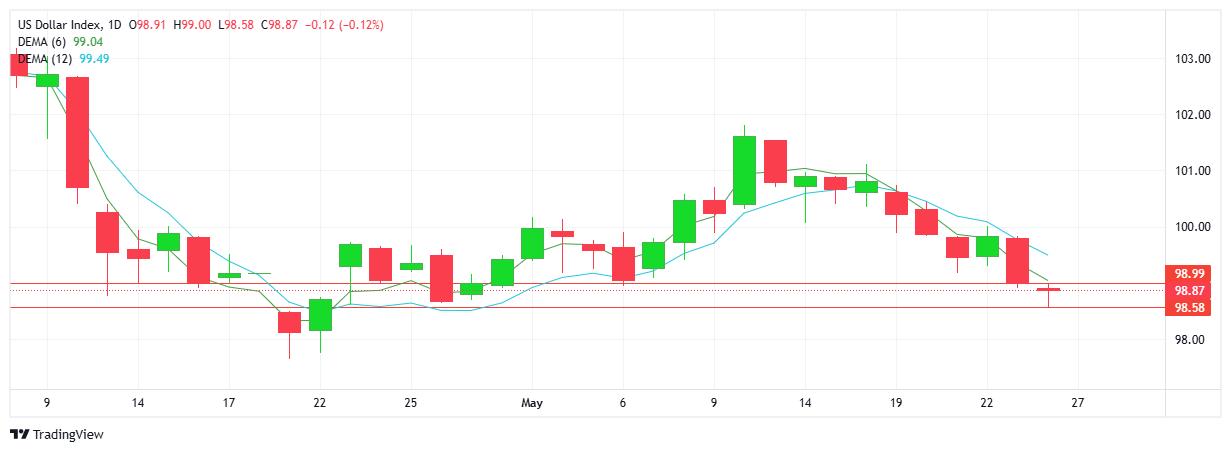 US Dollar Index, 1D O98.91 H99.00 L98.58 C98.87 −0.12 (−0.12%)
DEMA (6) 99.04
DEMA (12) 99.49
103.00
102.00
101.00
100.00
98.99
98.87
98.58
98.00
9 14 17 22 25 May 6 9 14 19 22 27
TradingView